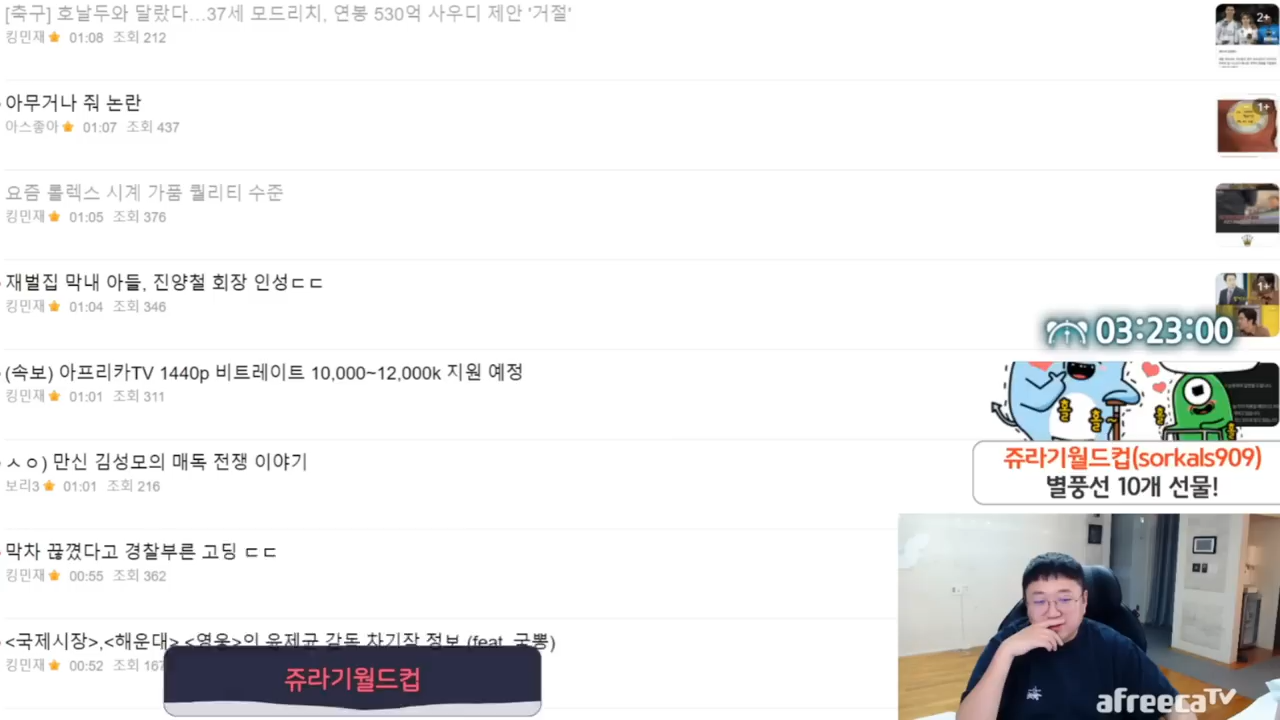 [축구] 호날두와 달랐다...37세 모드리치, 연봉 530억 사우디 제안 '거절'
킹민재 01:08 조회 212
2+
아무거나 줘 논란
아스좋아 01:07 조회 437
1+
요즘 롤렉스 시계 가품 퀄리티 수준
킹민재 01:05 조회 376
재벌집 막내 아들, 진양철 회장 인성ㄷㄷ
킹민재 01:04 조회 346
1+
03:23:00
(속보) 아프리카TV 1440p 비트레이트 10,000~12,000k 지원 예정
킹민재 01:01 조회 311
홀 홀~
홀
홀
쥬라기월드컵(sorkals909)
별풍선 10개 선물!
ㅅㅇ) 만신 김성모의 매독 전쟁 이야기
보리3 01:01 조회 216
막차 끊겼다고 경찰부른 고딩 ㄷㄷ
킹민재 00:55 조회 362
<국제시장>,<해운대> <영웅>의 윤제균 감독 차기작 정보 (feat. 국뽕)
킹민재 00:52 조회 167
쥬라기월드컵
afreecaTV